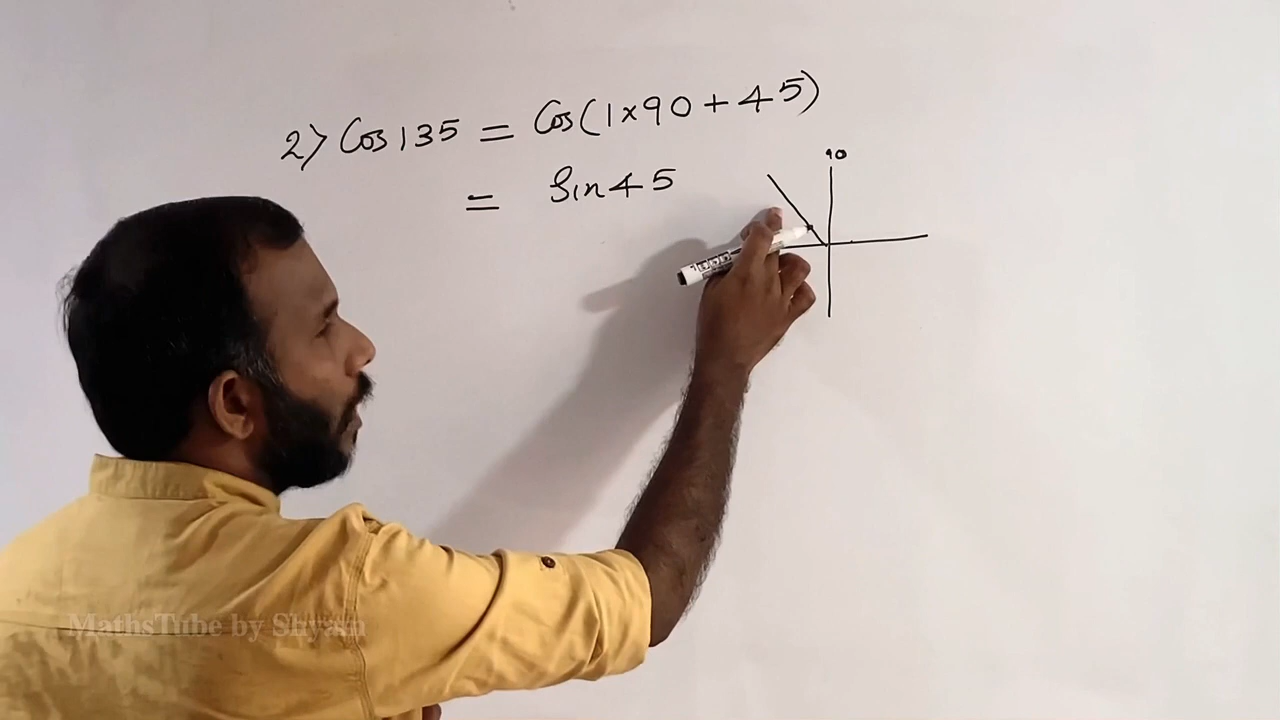 2) Cos 135 = Cos(1×90 + 45)
= Sin 45
90
MathsTube by Shyam